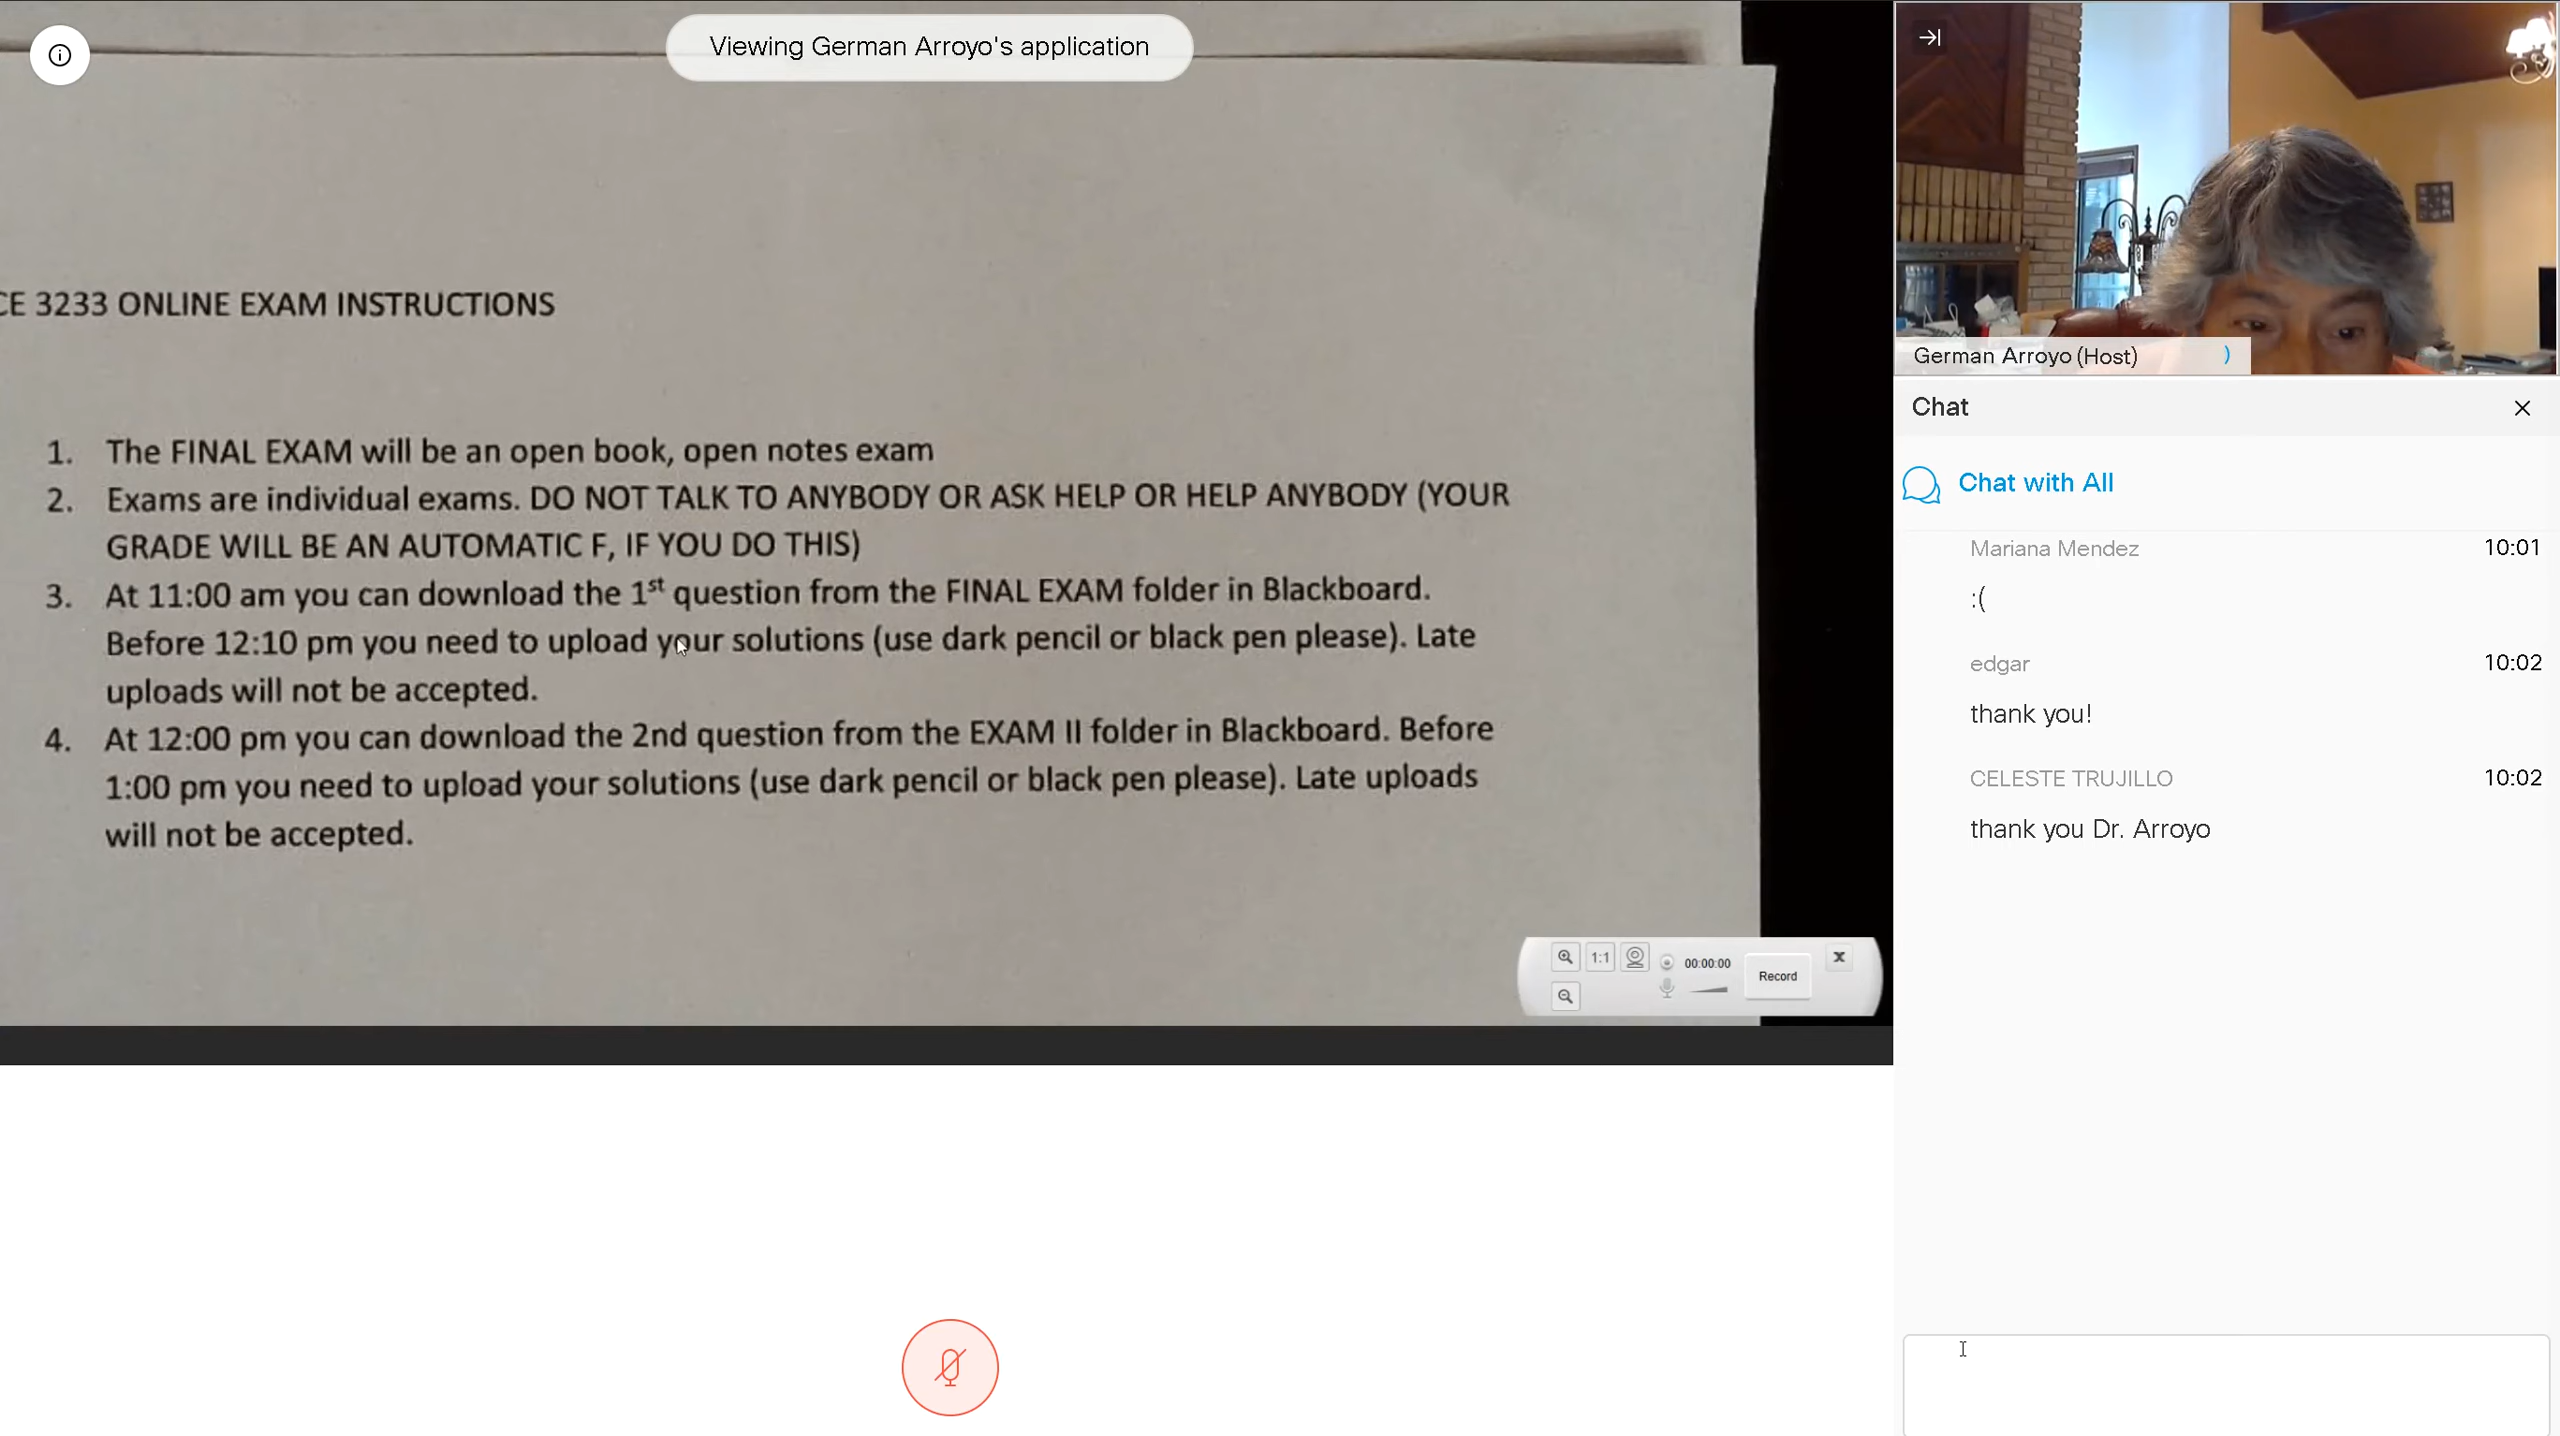 Viewing German Arroyo's application
CE 3233 ONLINE EXAM INSTRUCTIONS
1. The FINAL EXAM will be an open book, open notes exam
2. Exams are individual exams. DO NOT TALK TO ANYBODY OR ASK HELP OR HELP ANYBODY (YOUR
GRADE WILL BE AN AUTOMATIC F, IF YOU DO THIS)
3. At 11:00 am you can download the 1st question from the FINAL EXAM folder in Blackboard.
Before 12:10 pm you need to upload your solutions (use dark pencil or black pen please). Late
uploads will not be accepted.
4. At 12:00 pm you can download the 2nd question from the EXAM II folder in Blackboard. Before
1:00 pm you need to upload your solutions (use dark pencil or black pen please). Late uploads
will not be accepted.
1:1
00:00:00
Record
X
German Arroyo (Host)
Chat
Chat with All
Mariana Mendez 10:01
:(
edgar 10:02
thank you!
CELESTE TRUJILLO 10:02
thank you Dr. Arroyo